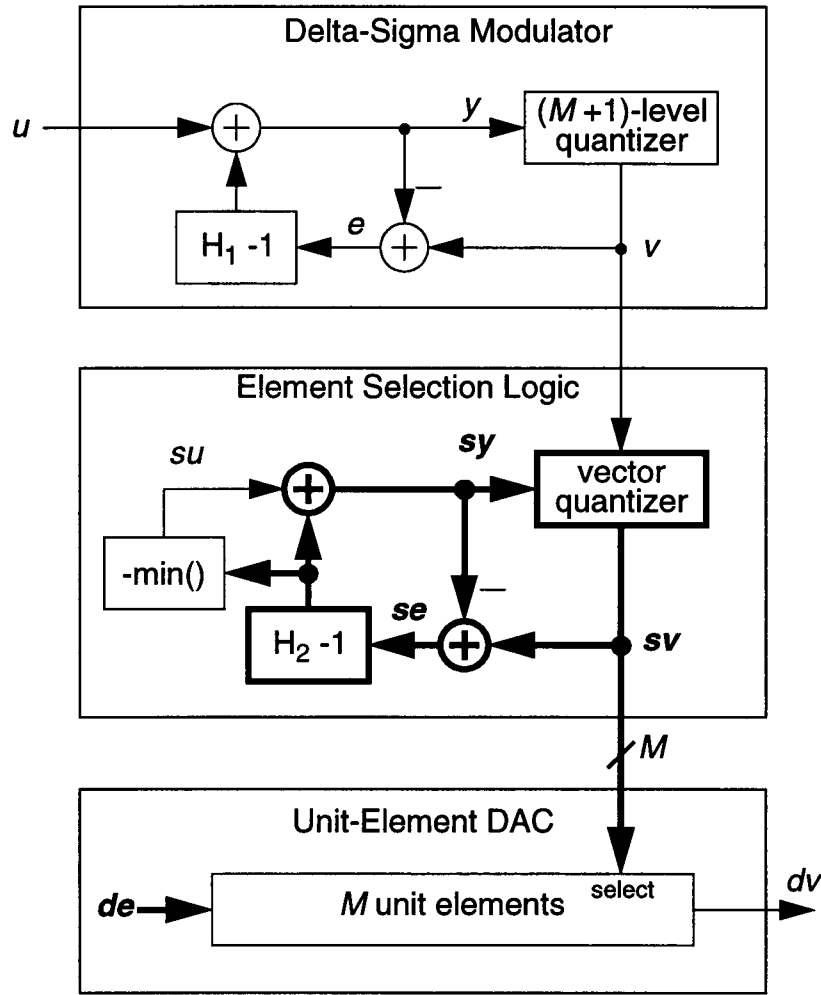 Delta-Sigma Modulator
u
+
y
(M +1)-level
quantizer
–
e
H₁ -1
+
v
Element Selection Logic
su
+
sy
vector
quantizer
-min()
–
se
H₂ -1
+
sv
M
Unit-Element DAC
de
M unit elements
select
dv